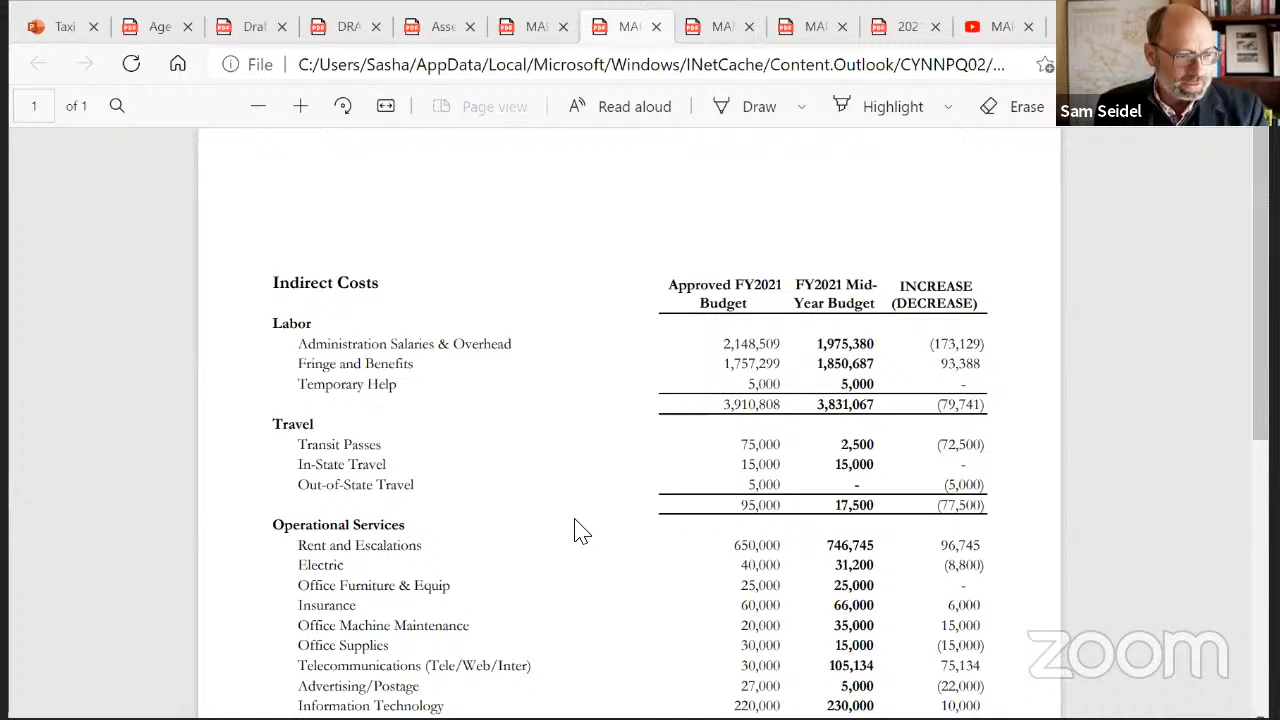 Taxi
Age
Draf
DRA
Asse
MAI
MAI
MAI
MAI
202
MAI
File
C:/Users/Sasha/AppData/Local/Microsoft/Windows/INetCache/Content.Outlook/CYNNPQ02/...
1 of 1
Page view
Read aloud
Draw
Highlight
Erase
Sam Seidel
Indirect Costs
Approved FY2021 Budget
FY2021 Mid-Year Budget
INCREASE (DECREASE)
Labor
Administration Salaries & Overhead 2,148,509 1,975,380 (173,129)
Fringe and Benefits 1,757,299 1,850,687 93,388
Temporary Help 5,000 5,000 -
3,910,808 3,831,067 (79,741)
Travel
Transit Passes 75,000 2,500 (72,500)
In-State Travel 15,000 15,000 -
Out-of-State Travel 5,000 - (5,000)
95,000 17,500 (77,500)
Operational Services
Rent and Escalations 650,000 746,745 96,745
Electric 40,000 31,200 (8,800)
Office Furniture & Equip 25,000 25,000 -
Insurance 60,000 66,000 6,000
Office Machine Maintenance 20,000 35,000 15,000
Office Supplies 30,000 15,000 (15,000)
Telecommunications (Tele/Web/Inter) 30,000 105,134 75,134
Advertising/Postage 27,000 5,000 (22,000)
Information Technology 220,000 230,000 10,000
zoom